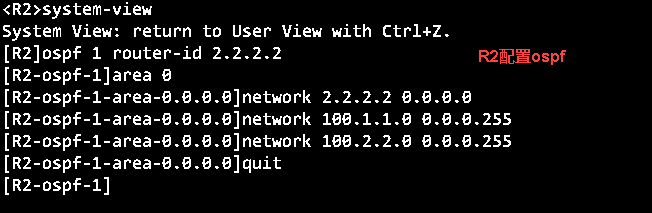 <R2>system-view
System View: return to User View with Ctrl+Z.
[R2]ospf 1 router-id 2.2.2.2
R2配置ospf
[R2-ospf-1]area 0
[R2-ospf-1-area-0.0.0.0]network 2.2.2.2 0.0.0.0
[R2-ospf-1-area-0.0.0.0]network 100.1.1.0 0.0.0.255
[R2-ospf-1-area-0.0.0.0]network 100.2.2.0 0.0.0.255
[R2-ospf-1-area-0.0.0.0]quit
[R2-ospf-1]